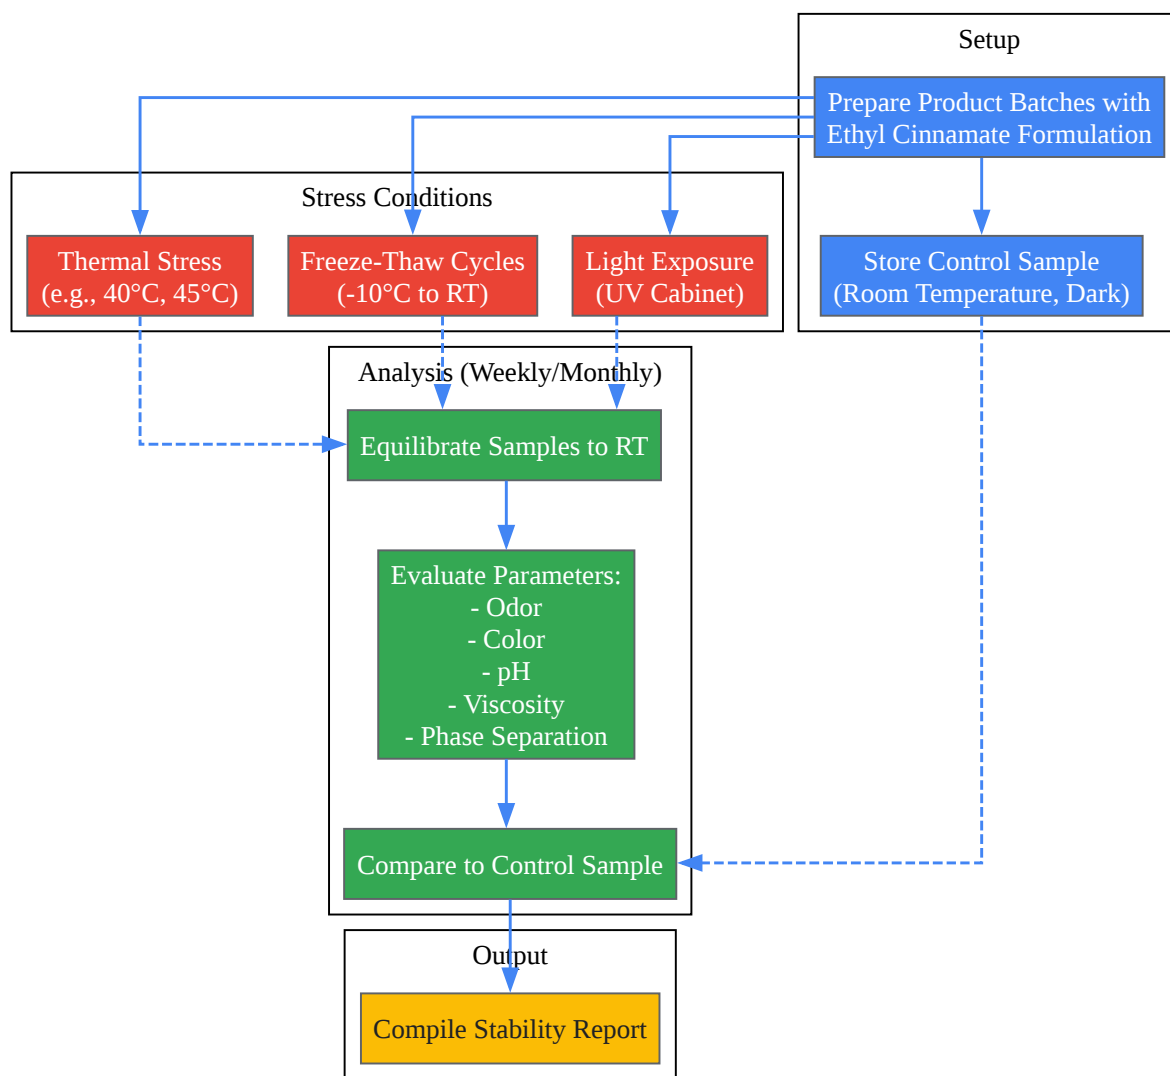 Setup
Prepare Product Batches with
Ethyl Cinnamate Formulation
Stress Conditions
Thermal Stress
(e.g., 40°C, 45°C)
Freeze-Thaw Cycles
(-10°C to RT)
Light Exposure
(UV Cabinet)
Store Control Sample
(Room Temperature, Dark)
Analysis (Weekly/Monthly)
Equilibrate Samples to RT
Evaluate Parameters:
- Odor
- Color
- pH
- Viscosity
- Phase Separation
Compare to Control Sample
Output
Compile Stability Report